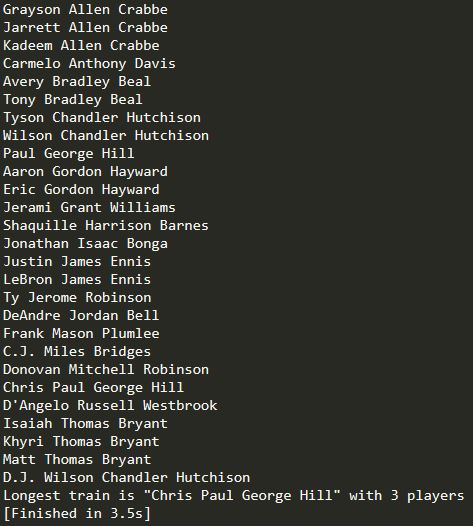 Grayson Allen Crabbe
Jarrett Allen Crabbe
Kadeem Allen Crabbe
Carmelo Anthony Davis
Avery Bradley Beal
Tony Bradley Beal
Tyson Chandler Hutchison
Wilson Chandler Hutchison
Paul George Hill
Aaron Gordon Hayward
Eric Gordon Hayward
Jerami Grant Williams
Shaquille Harrison Barnes
Jonathan Isaac Bonga
Justin James Ennis
LeBron James Ennis
Ty Jerome Robinson
DeAndre Jordan Bell
Frank Mason Plumlee
C.J. Miles Bridges
Donovan Mitchell Robinson
Chris Paul George Hill
D'Angelo Russell Westbrook
Isaiah Thomas Bryant
Khyri Thomas Bryant
Matt Thomas Bryant
D.J. Wilson Chandler Hutchison
Longest train is "Chris Paul George Hill" with 3 players
[Finished in 3.5s]